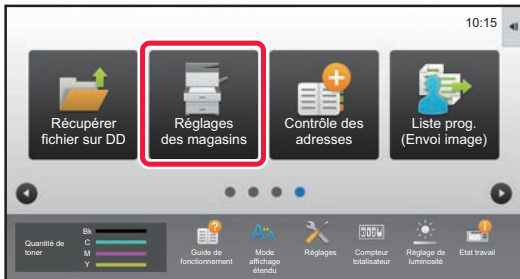 10:15
Récupérer
fichier sur DD
Réglages
des magasins
Contrôle des
adresses
Liste prog.
(Envoi image)
Quantité de
toner
Bk
C
M
Y
Guide de
fonctionnement
Mode
affichage
étendu
Réglages
Compteur
totalisateur
Réglage de
luminosité
Etat travail